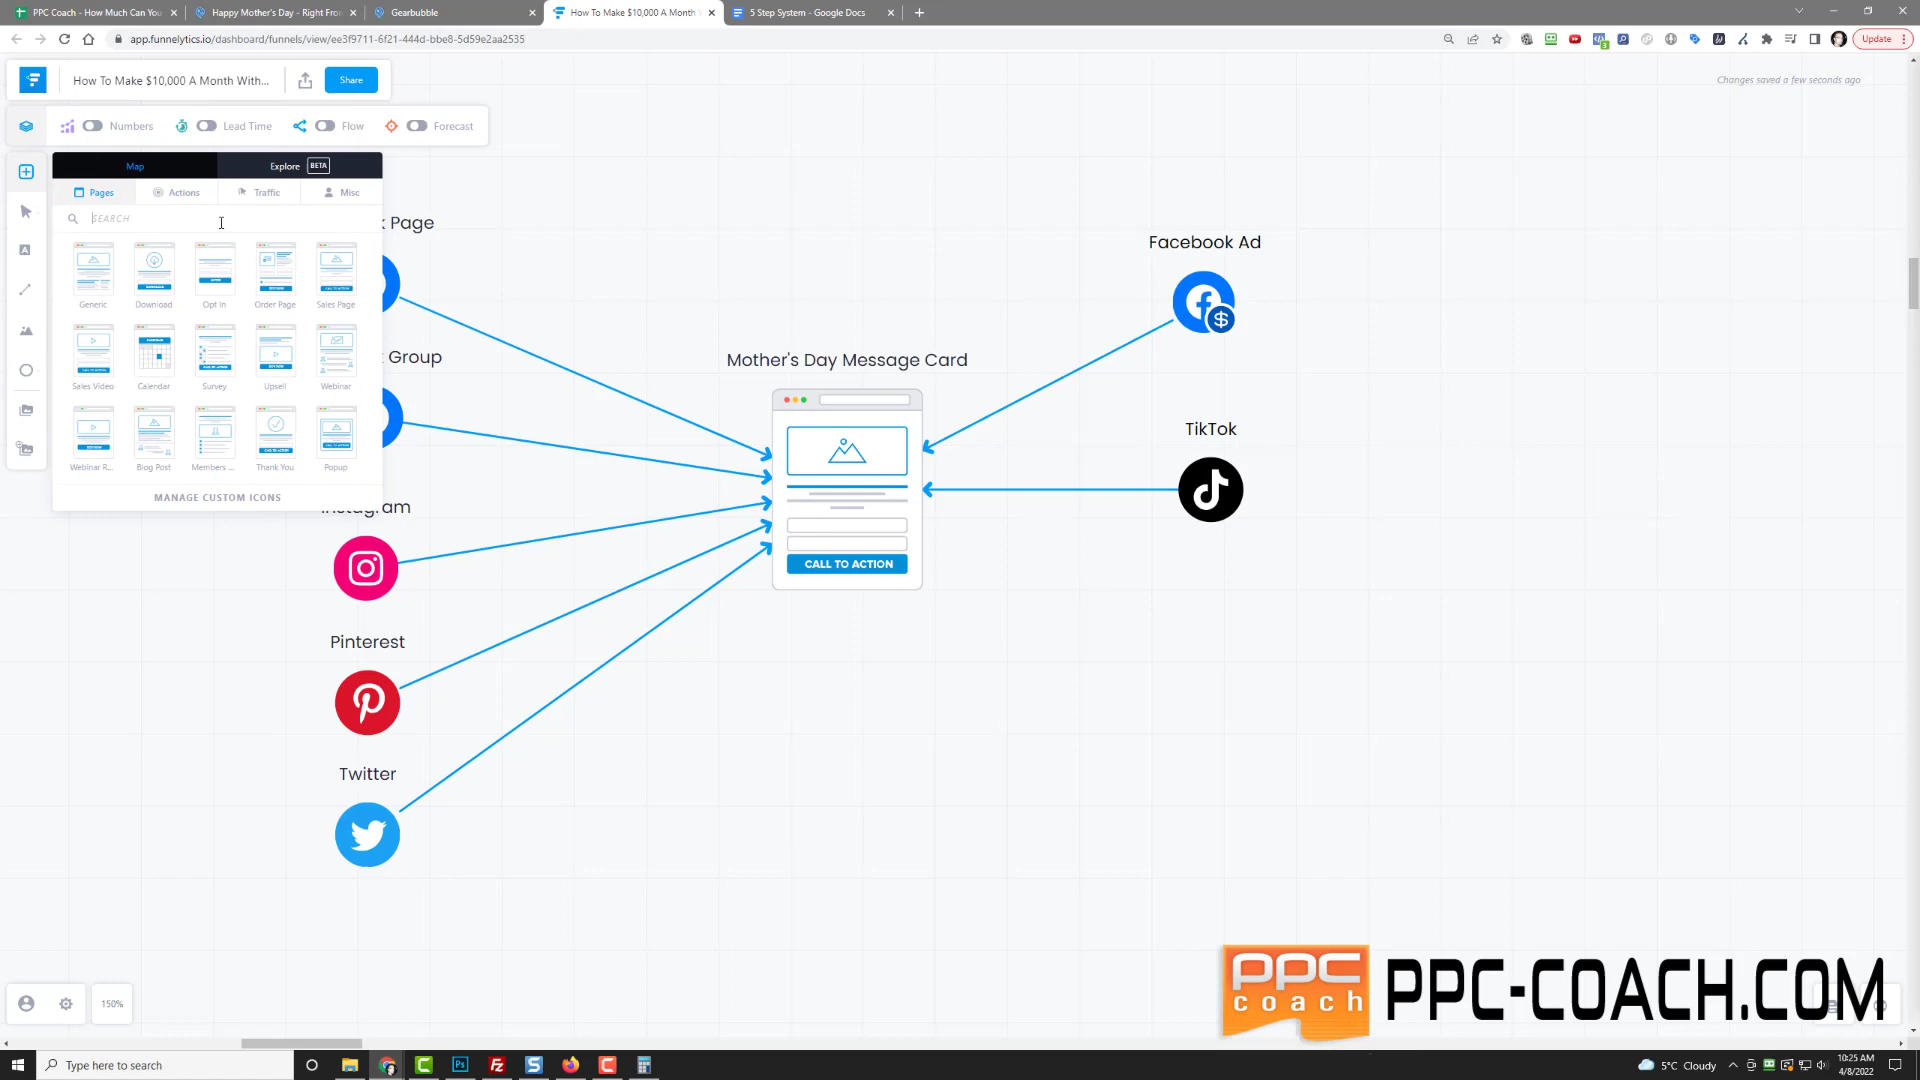 PPC Coach - How Much Can You
Happy Mother's Day - Right Fro
Gearbubble
How To Make $10,000 A Month W
5 Step System - Google Docs
app.funnelytics.io/dashboard/funnels/view/ee3f9711-6f21-444d-bbe8-5d59e2aa2535
3
Update
How To Make $10,000 A Month With...
Share
Changes saved a few seconds ago
Numbers
Lead Time
Flow
Forecast
Map
Explore
BETA
Pages
Actions
Traffic
Misc
SEARCH
Generic
Download
Opt In
Order Page
Sales Page
Sales Video
Calendar
Survey
Upsell
Webinar
Webinar R...
Blog Post
Members ...
Thank You
Popup
MANAGE CUSTOM ICONS
k Page
Group
Instagram
Pinterest
Twitter
Mother's Day Message Card
CALL TO ACTION
Facebook Ad
TikTok
150%
PPC
coach
PPC-COACH.COM
Type here to search
5°C Cloudy
10:25 AM
4/8/2022